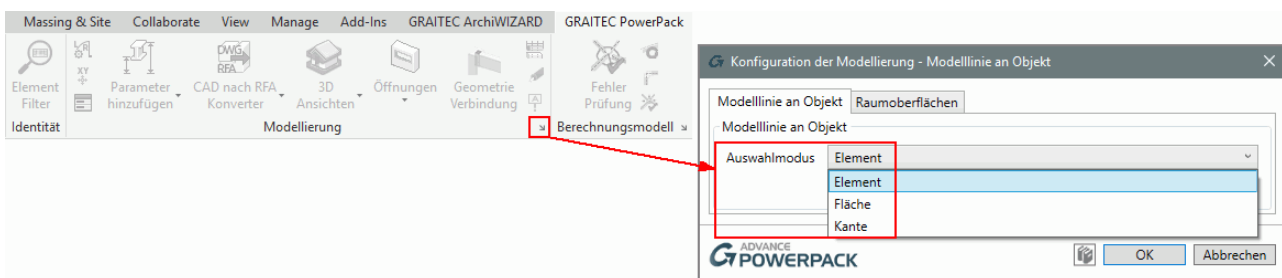 Massing & Site Collaborate View Manage Add-Ins GRAITEC ArchiWIZARD GRAITEC PowerPack
Element Filter
XY
Parameter hinzufügen
DWG RFA
CAD nach RFA Konverter
3D Ansichten
Öffnungen
Geometrie Verbindung
A
Fehler Prüfung
Identität Modellierung Berechnungsmodell
Konfiguration der Modellierung - Modelllinie an Objekt
Modelllinie an Objekt Raumoberflächen
Modelllinie an Objekt
Auswahlmodus Element
Element
Fläche
Kante
ADVANCE
POWERPACK
OK Abbrechen